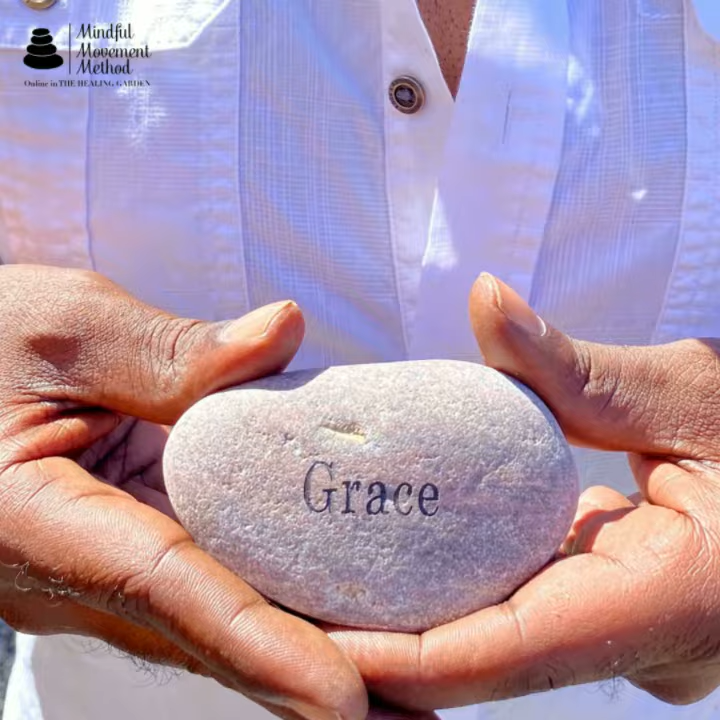 Mindful
Movement
Method
Online in THE HEALING GARDEN
Grace